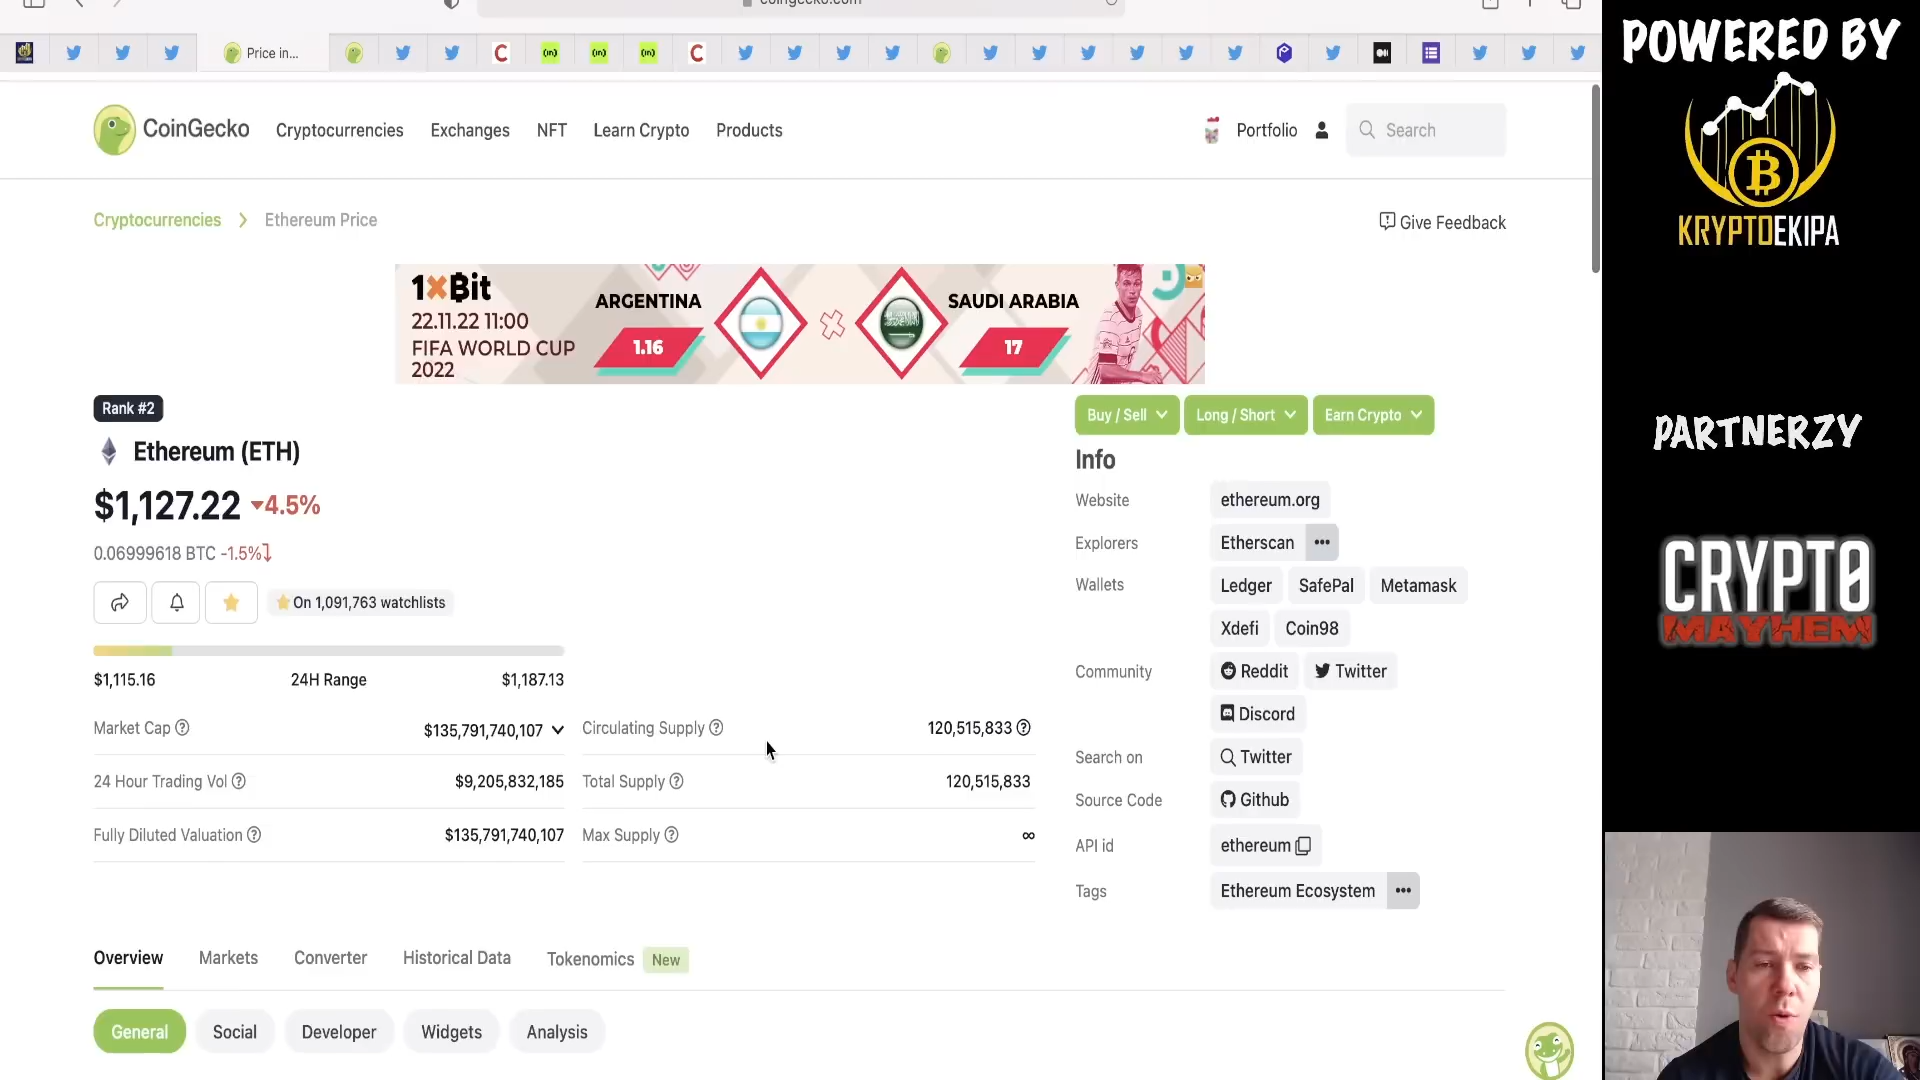 coingecko.com
Price in...
CoinGecko
Cryptocurrencies
Exchanges
NFT
Learn Crypto
Products
Portfolio
Search
Cryptocurrencies > Ethereum Price
Give Feedback
1XBit
22.11.22 11:00
FIFA WORLD CUP
2022
ARGENTINA
1.16
SAUDI ARABIA
17
Rank #2
Ethereum (ETH)
$1,127.22 4.5%
0.06999618 BTC -1.5%
On 1,091,763 watchlists
$1,115.16 24H Range $1,187.13
Market Cap $135,791,740,107
Circulating Supply 120,515,833
24 Hour Trading Vol $9,205,832,185
Total Supply 120,515,833
Fully Diluted Valuation $135,791,740,107
Max Supply ∞
Buy / Sell
Long / Short
Earn Crypto
Info
Website ethereum.org
Explorers Etherscan •••
Wallets Ledger SafePal Metamask
Xdefi Coin98
Community Reddit Twitter
Discord
Search on Twitter
Source Code Github
API id ethereum
Tags Ethereum Ecosystem •••
Overview
Markets
Converter
Historical Data
Tokenomics New
General
Social
Developer
Widgets
Analysis
POWERED BY
KRYPTOEKIPA
PARTNERZY
CRYPTO
MAYHEM